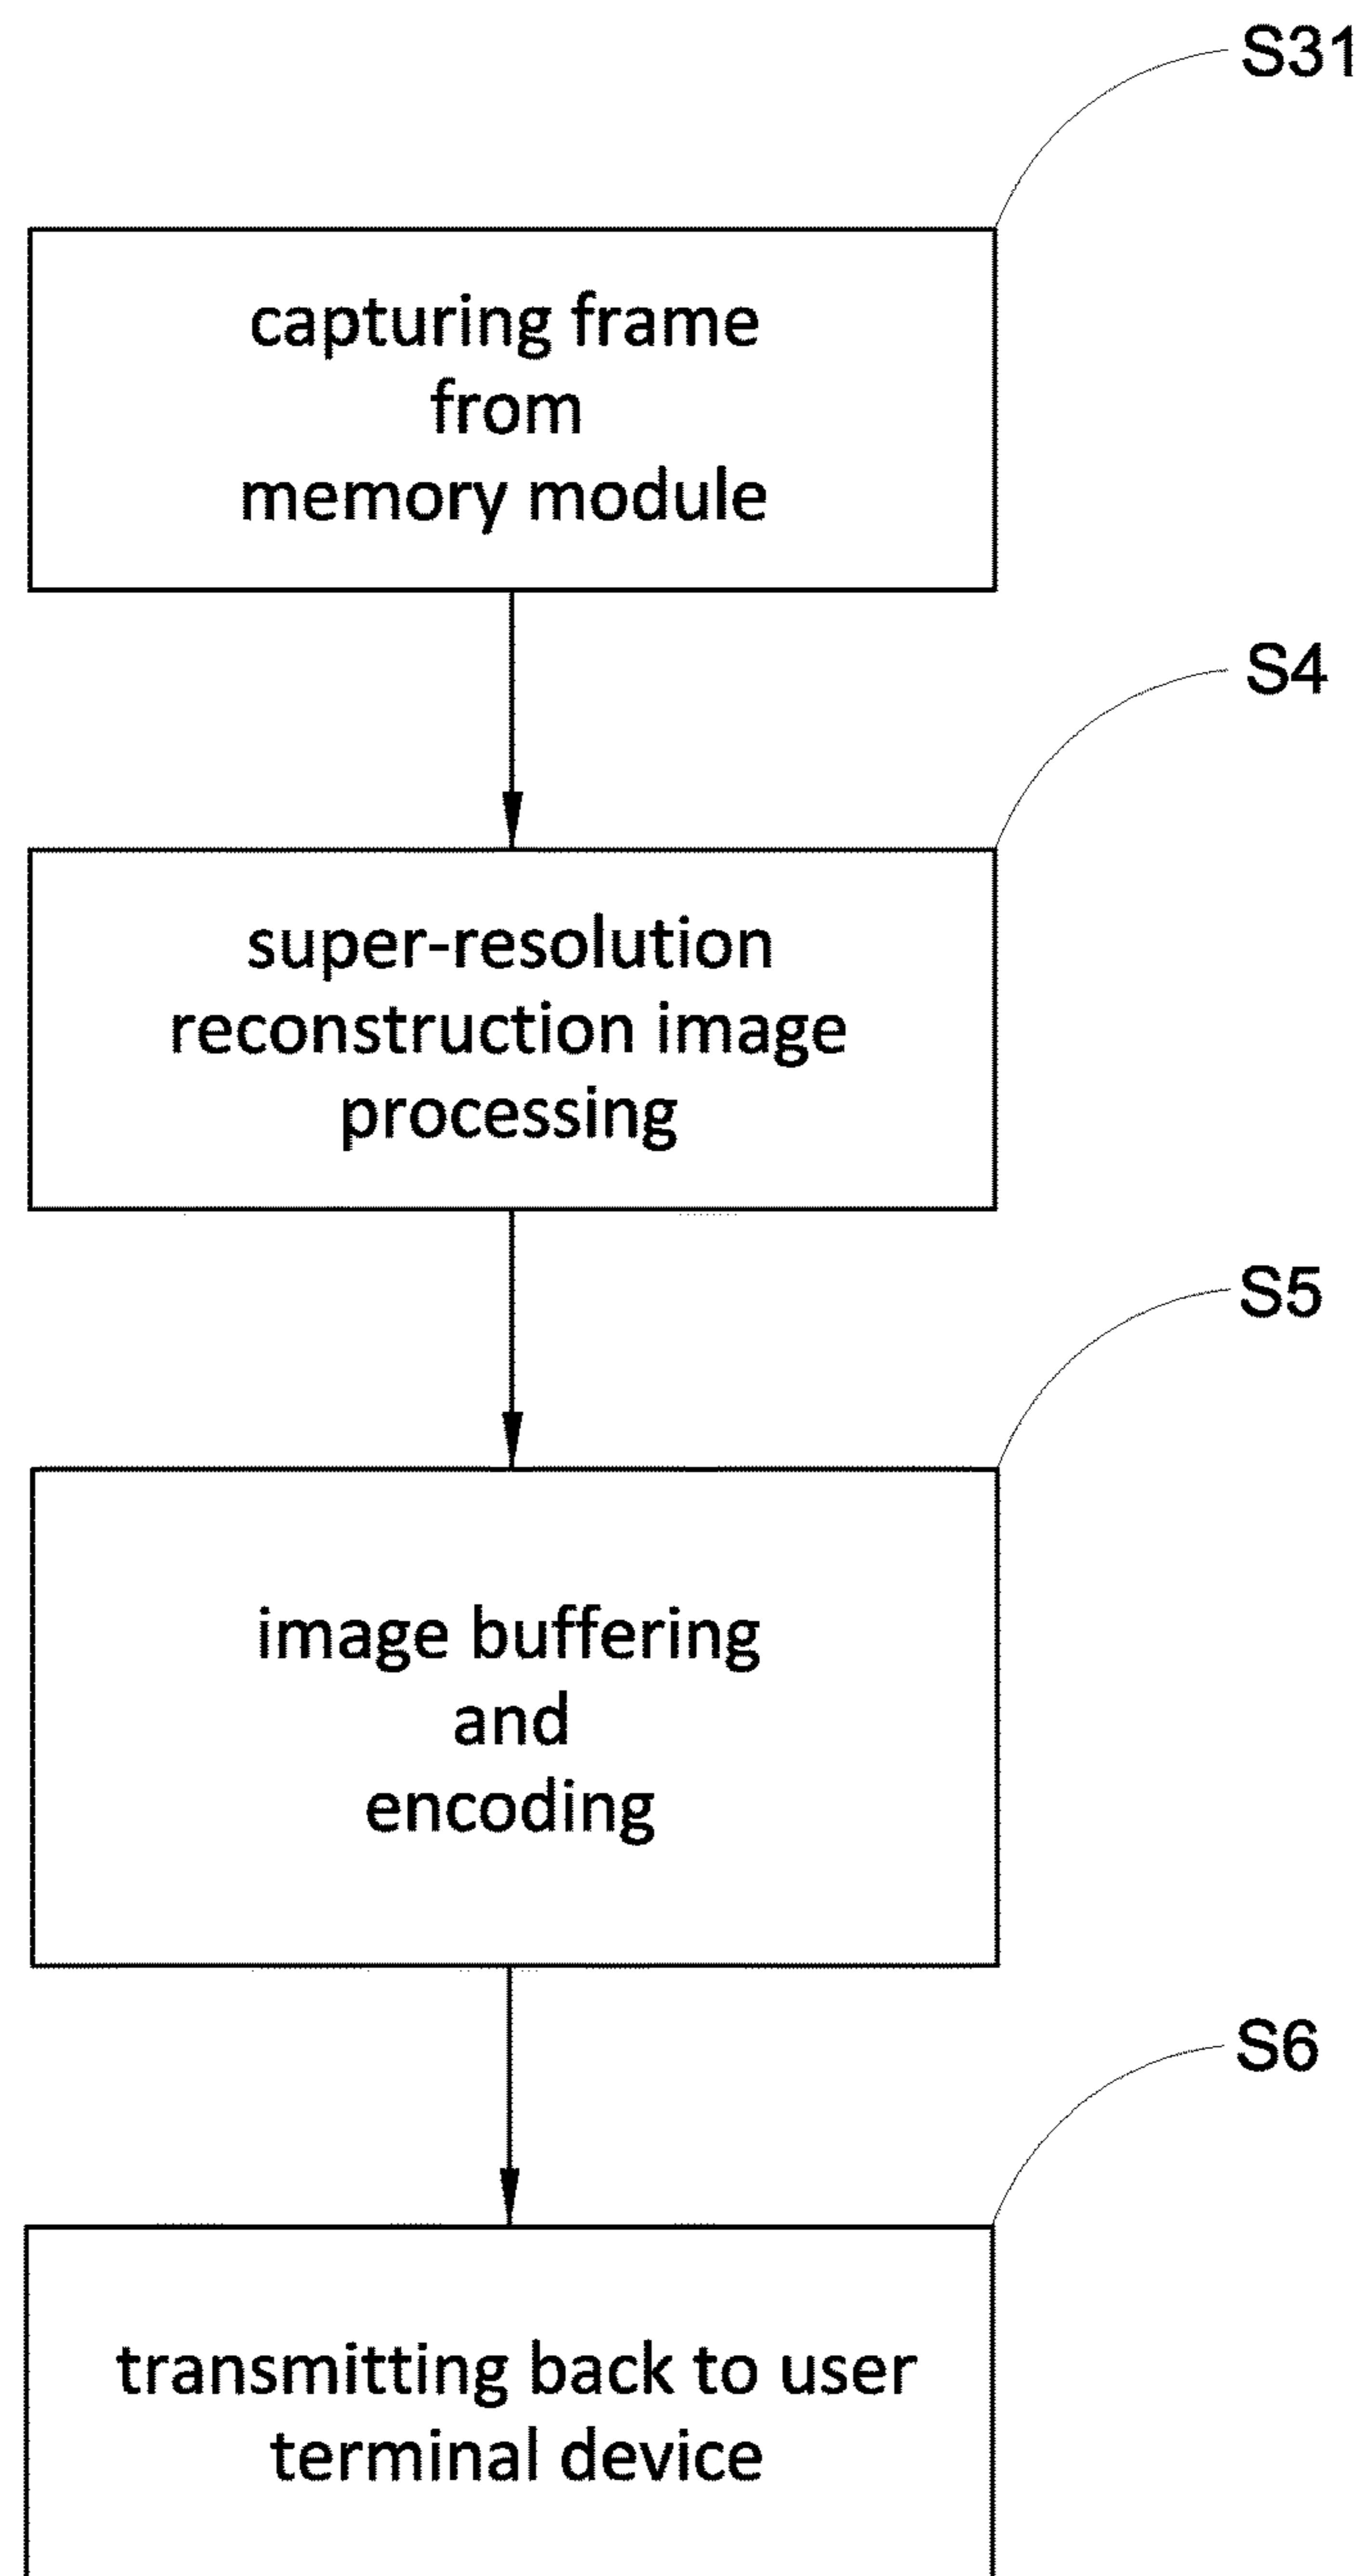 S31
capturing frame
from
memory module
S4
super-resolution
reconstruction image
processing
S5
image buffering
and
encoding
S6
transmitting back to user
terminal device